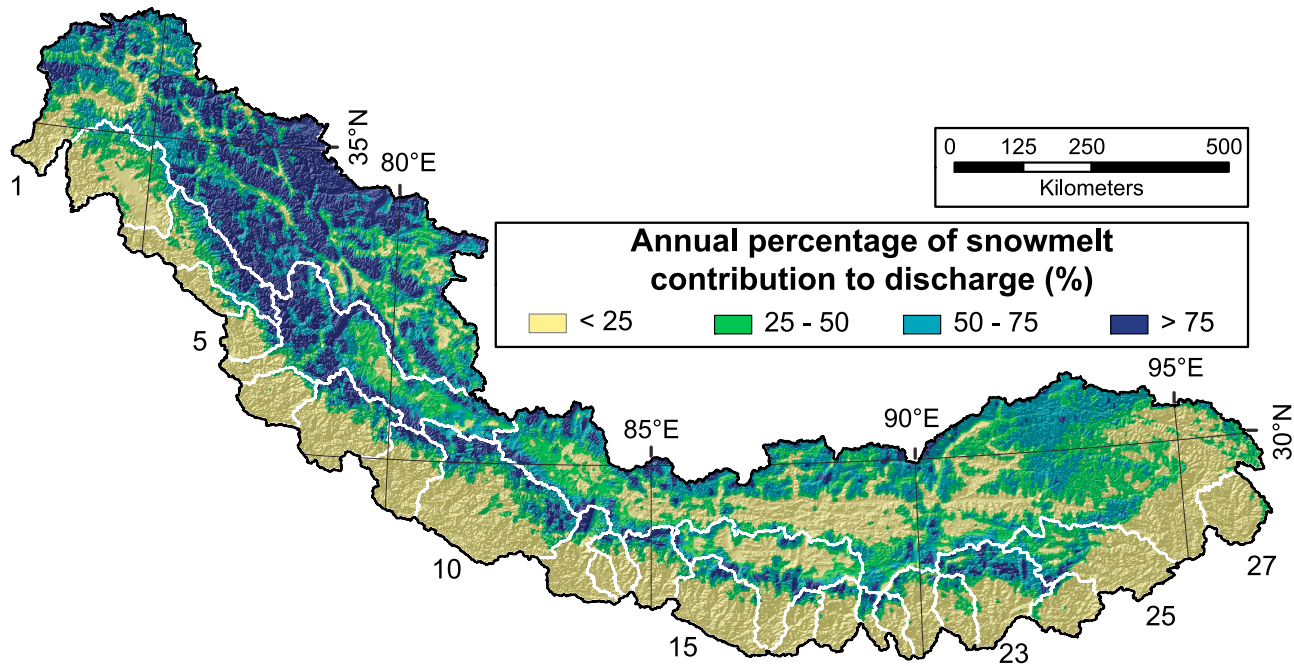 35°N
80°E
0 125 250 500
Kilometers
Annual percentage of snowmelt
contribution to discharge (%)
< 25 25 - 50 50 - 75 > 75
1
5
95°E
90°E
85°E
30°N
10
15
23
25
27